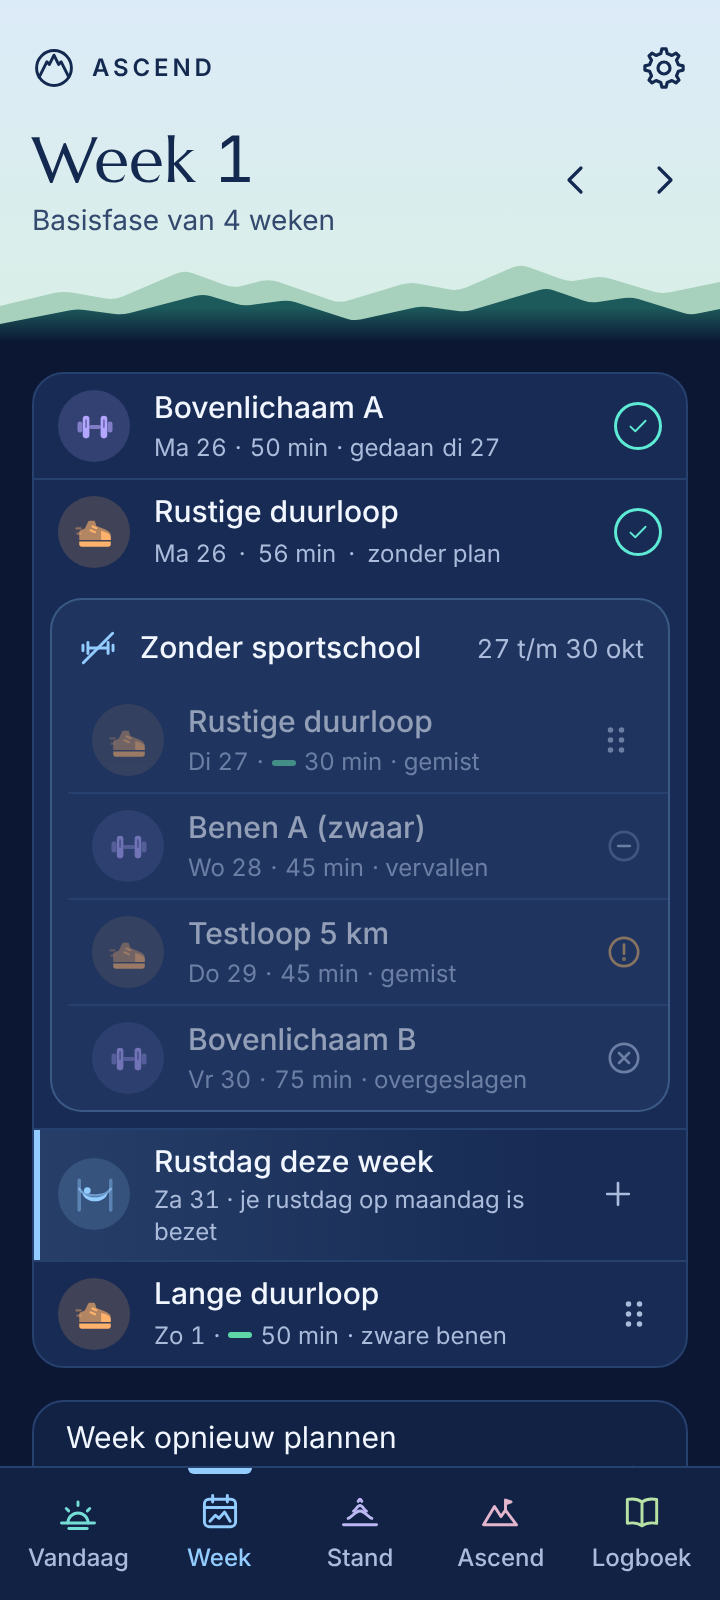 ASCEND
Week 1
Basisfase van 4 weken
Bovenlichaam A
Ma 26 · 50 min · gedaan di 27
Rustige duurloop
Ma 26 · 56 min · zonder plan
Zonder sportschool
27 t/m 30 okt
Rustige duurloop
Di 27 · 30 min · gemist
Benen A (zwaar)
Wo 28 · 45 min · vervallen
Testloop 5 km
Do 29 · 45 min · gemist
Bovenlichaam B
Vr 30 · 75 min · overgeslagen
Rustdag deze week
Za 31 · je rustdag op maandag is
bezet
Lange duurloop
Zo 1 · 50 min · zware benen
Week opnieuw plannen
Vandaag
Week
Stand
Ascend
Logboek